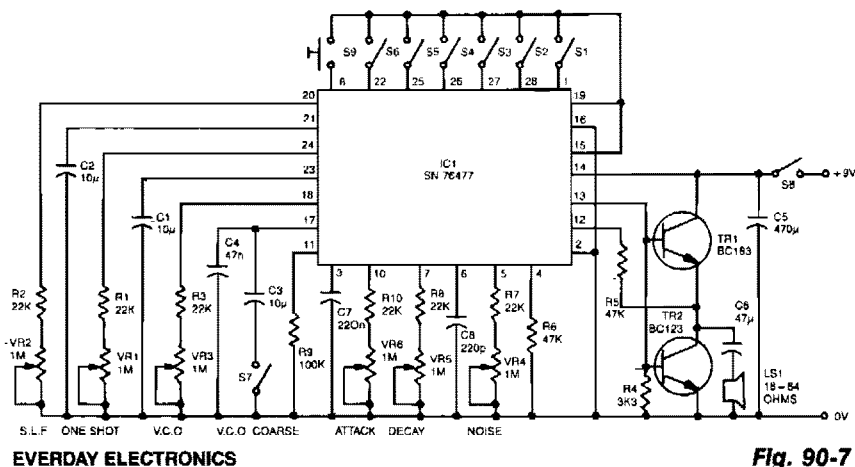 S9 S6 S5 S4 S3 S2 S1
8 22 25 26 27 28 1
20
21
24
23
18
17
11
19
16
15
14
13
12
2
IC1
SN 76477
3 10 7 6 5 4
C2
10µ
C1
10µ
C4
47n
C3
10µ
R2
22K
R1
22K
R3
22K
R9
100K
C7
220n
R10
22K
R8
22K
C8
220p
R7
22K
R6
47K
R5
47K
VR2
1M
VR1
1M
VR3
1M
S7
VR6
1M
VR5
1M
VR4
1M
R4
3K3
TR1
BC183
TR2
BC123
S8
+9V
C5
470µ
C6
47µ
LS1
16-64
OHMS
0V
S.L.F ONE SHOT V.C.O V.C.O COARSE ATTACK DECAY NOISE
EVERDAY ELECTRONICS
Fig. 90-7